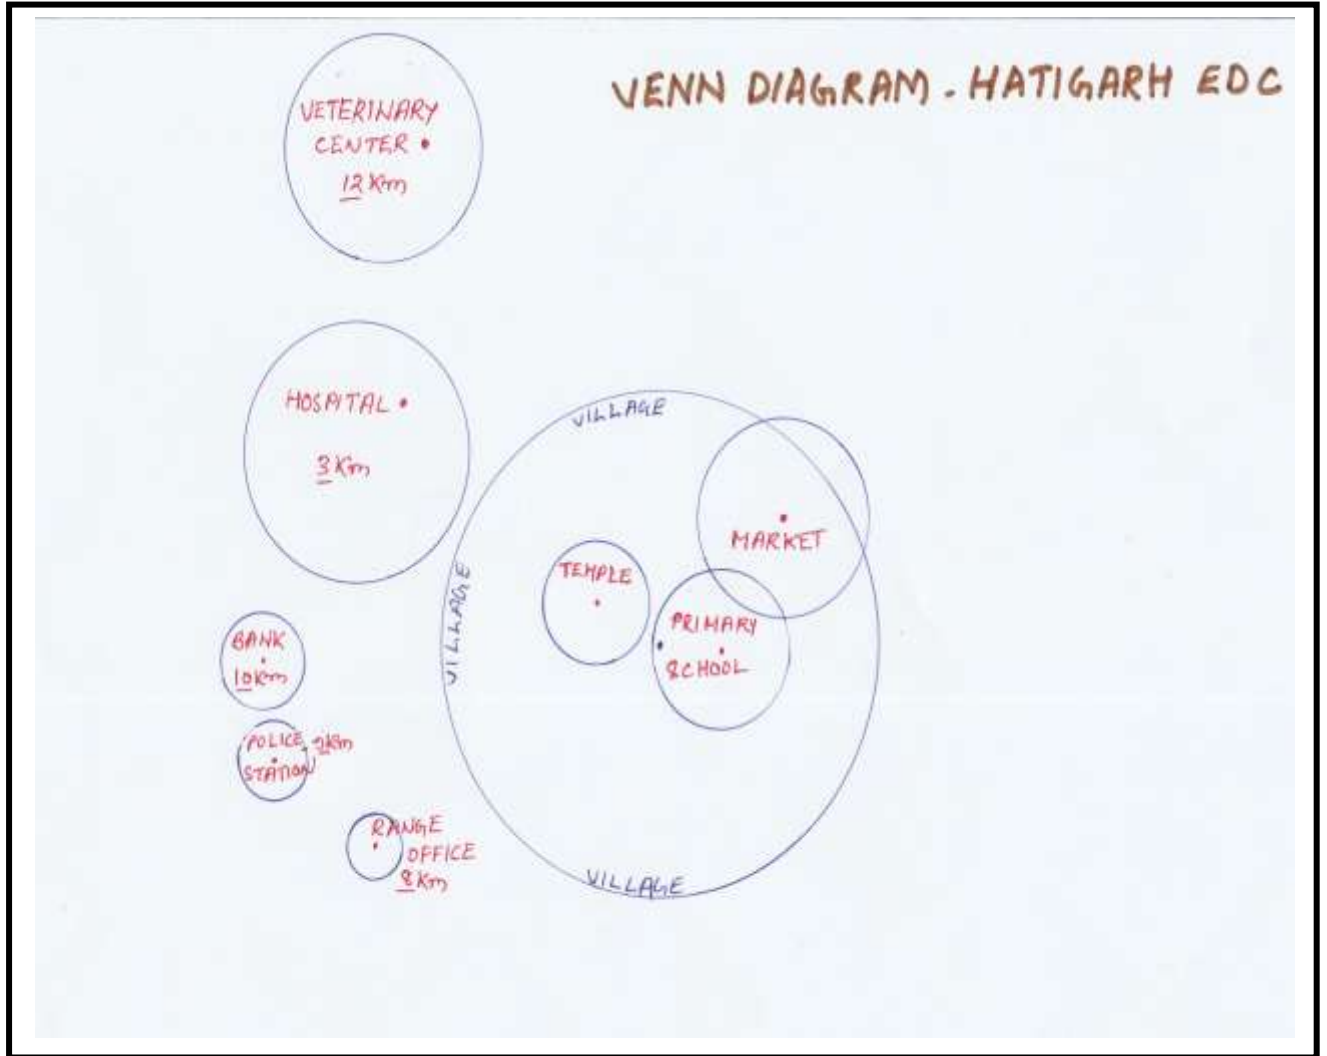 VENN DIAGRAM. HATIGARH EDC
VETERINARY
CENTER
12 Km
HOSPITAL
3 Km
VILLAGE
MARKET
TEMPLE
VILLAGE
PRIMARY
SCHOOL
BANK
10Km
POLICE
STATION
RANGE
OFFICE
8Km
VILLAGE